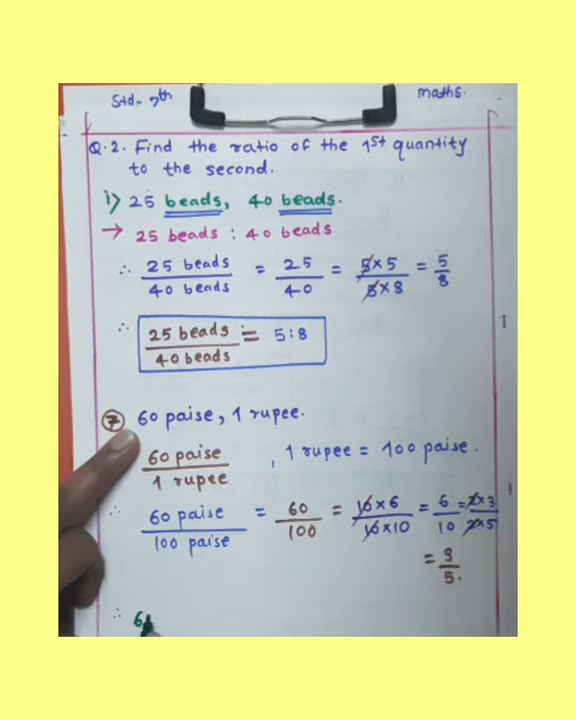 Std- 7th maths.
Q.2. Find the ratio of the 1st quantity
to the second.
i) 25 beads, 40 beads.
→ 25 beads : 40 beads
∴ 25 beads / 40 beads = 25 / 40 = 5×5 / 5×8 = 5 / 8
∴ 25 beads / 40 beads = 5:8
7 60 paise, 1 rupee.
60 paise / 1 rupee , 1 rupee = 100 paise.
∴ 60 paise / 100 paise = 60 / 100 = 10×6 / 10×10 = 6 / 10 = 2×3 / 2×5
= 3 / 5.
∴ 6